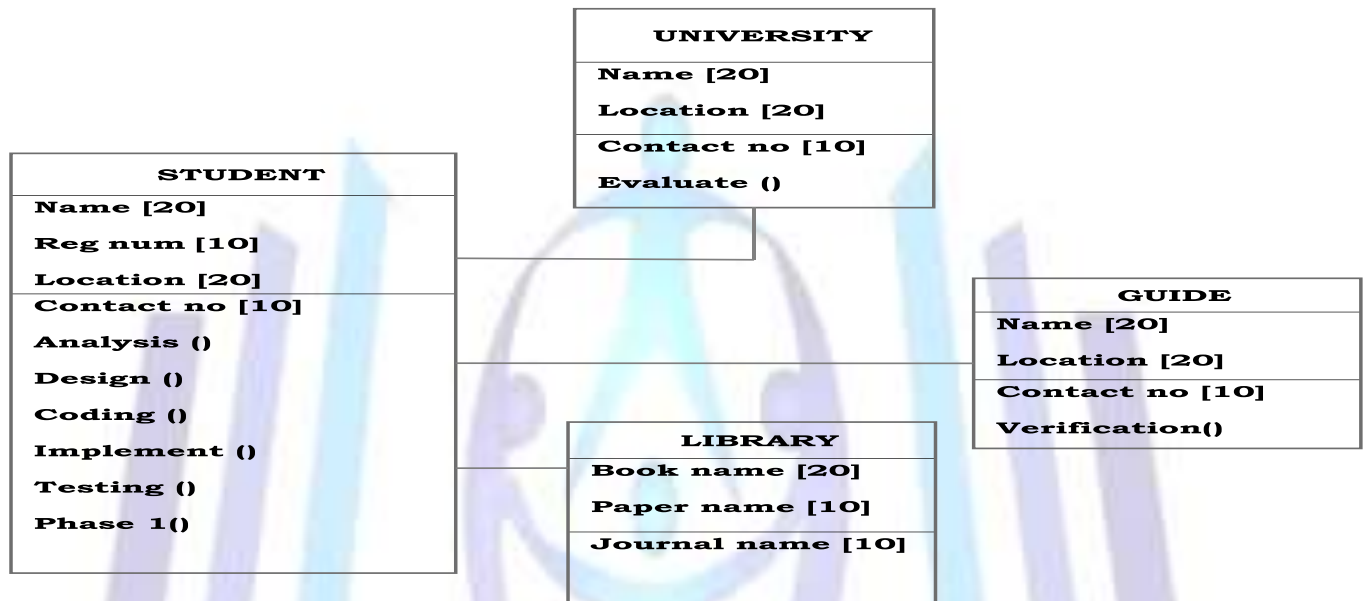 UNIVERSITY
Name [20]
Location [20]
Contact no [10]
Evaluate ()
STUDENT
Name [20]
Reg num [10]
Location [20]
Contact no [10]
Analysis ()
Design ()
Coding ()
Implement ()
Testing ()
Phase 1()
GUIDE
Name [20]
Location [20]
Contact no [10]
Verification()
LIBRARY
Book name [20]
Paper name [10]
Journal name [10]